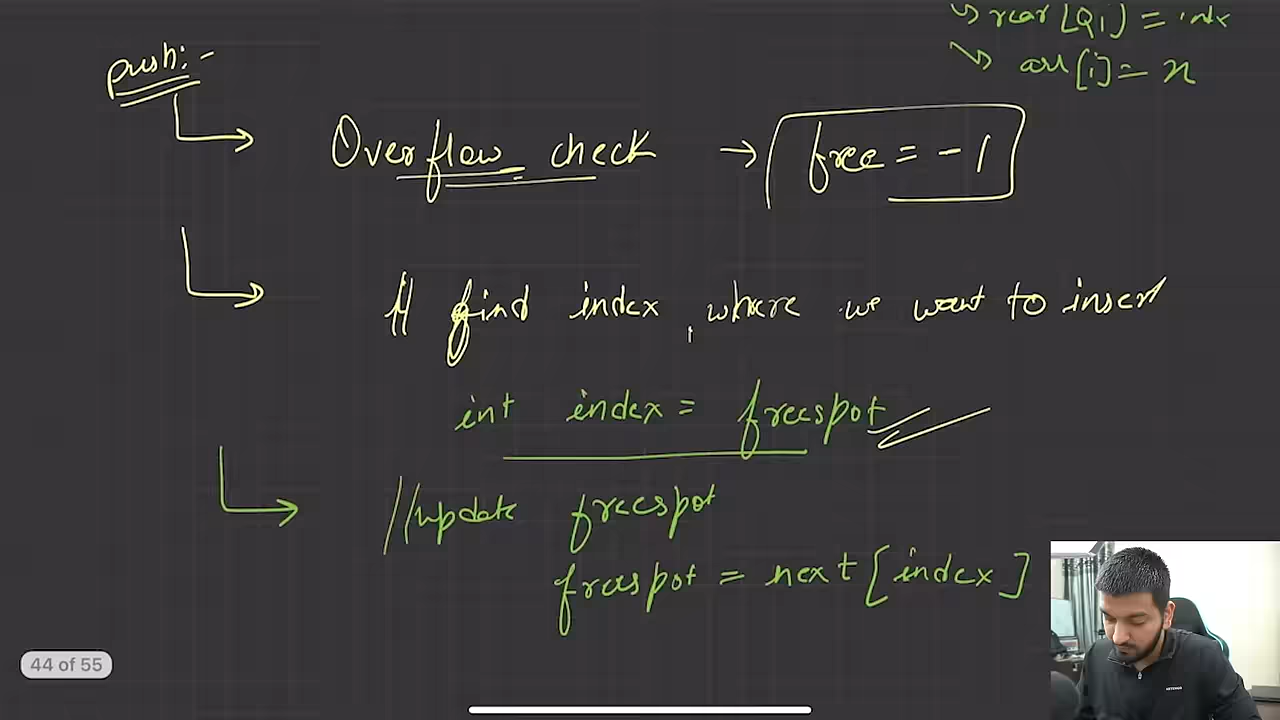 rear[Qi] = index
arr[i] = x
push:-
Overflow check → free = -1
// find index, where we want to insert
int index = freespot
//update freespot
freespot = next[index]
44 of 55